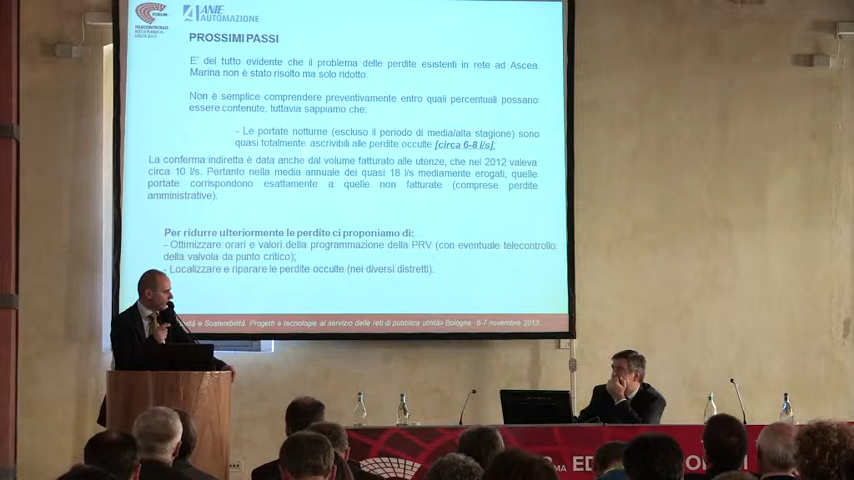 FORUM
TELECONTROLLO
ANIE
AUTOMAZIONE
PROSSIMI PASSI
E' del tutto evidente che il problema delle perdite esistenti in rete ad Ascea
Marina non è stato risolto ma solo ridotto.
Non è semplice comprendere preventivamente entro quali percentuali possano
essere contenute, tuttavia sappiamo che:
- Le portate notturne (escluso il periodo di media/alta stagione) sono
quasi totalmente ascrivibili alle perdite occulte [circa 6-8 l/s];
La conferma indiretta è data anche dal volume fatturato alle utenze, che nel 2012 valeva
circa 10 l/s. Pertanto nella media annuale dei quasi 18 l/s mediamente erogati, quelle
portate corrispondono esattamente a quelle non fatturate (comprese perdite
amministrative).
Per ridurre ulteriormente le perdite ci proponiamo di:
- Ottimizzare orari e valori della programmazione della PRV (con eventuale telecontrollo
della valvola da punto critico);
- Localizzare e riparare le perdite occulte (nei diversi distretti).
e Sostenibilità. Progetti e tecnologie al servizio delle reti di pubblica utilità» Bologna, 6-7 novembre 2013